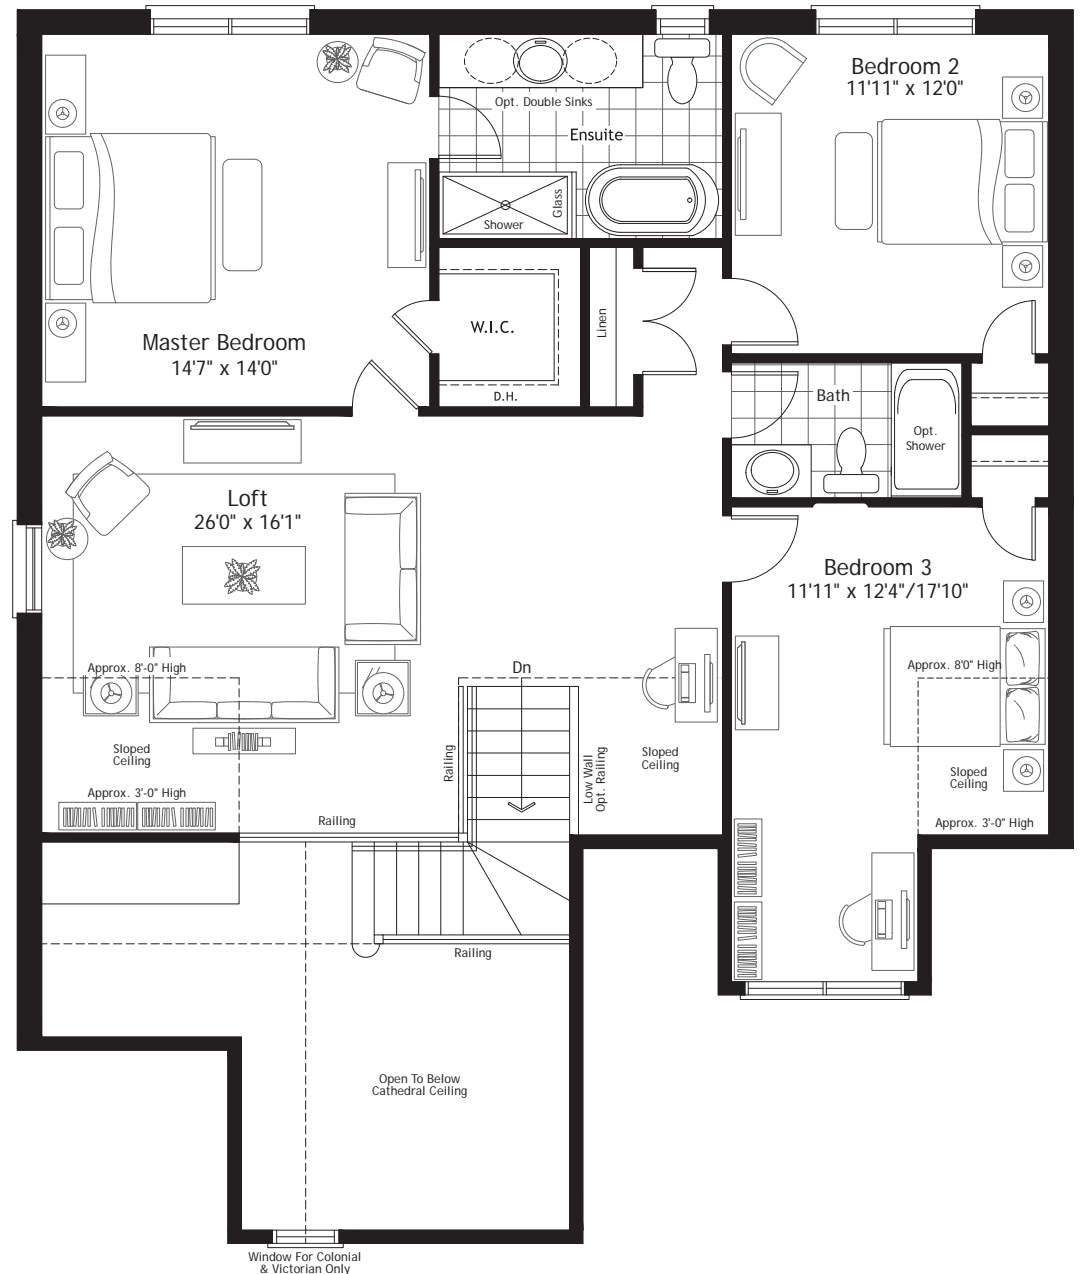 Bedroom 2
11'11" x 12'0"
Opt. Double Sinks
Ensuite
Glass
Shower
Master Bedroom
14'7" x 14'0"
W.I.C.
D.H.
Linen
Bath
Opt.
Shower
Loft
26'0" x 16'1"
Bedroom 3
11'11" x 12'4"/17'10"
Approx. 8'-0" High
Dn
Approx. 8'0" High
Sloped
Ceiling
Railing
Low Wall
Opt. Railing
Sloped
Ceiling
Sloped
Ceiling
Approx. 3'-0" High
Railing
Approx. 3'-0" High
Railing
Open To Below
Cathedral Ceiling
Window For Colonial
& Victorian Only